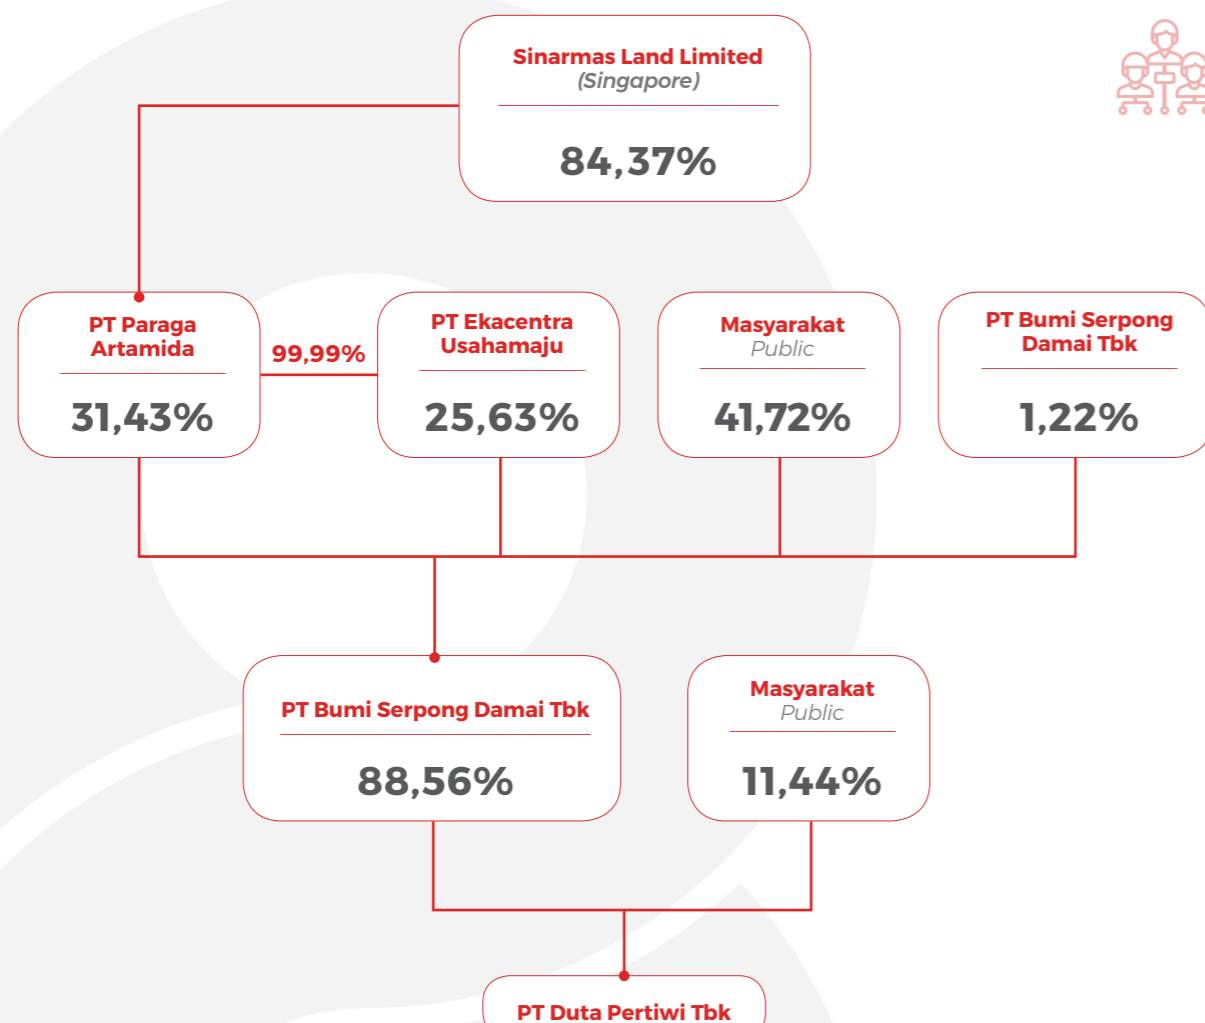 Sinarmas Land Limited
(Singapore)
84,37%
PT Paraga
Artamida
31,43%
99,99%
PT Ekacentra
Usahamaju
25,63%
Masyarakat
Public
41,72%
PT Bumi Serpong
Damai Tbk
1,22%
PT Bumi Serpong Damai Tbk
88,56%
Masyarakat
Public
11,44%
PT Duta Pertiwi Tbk